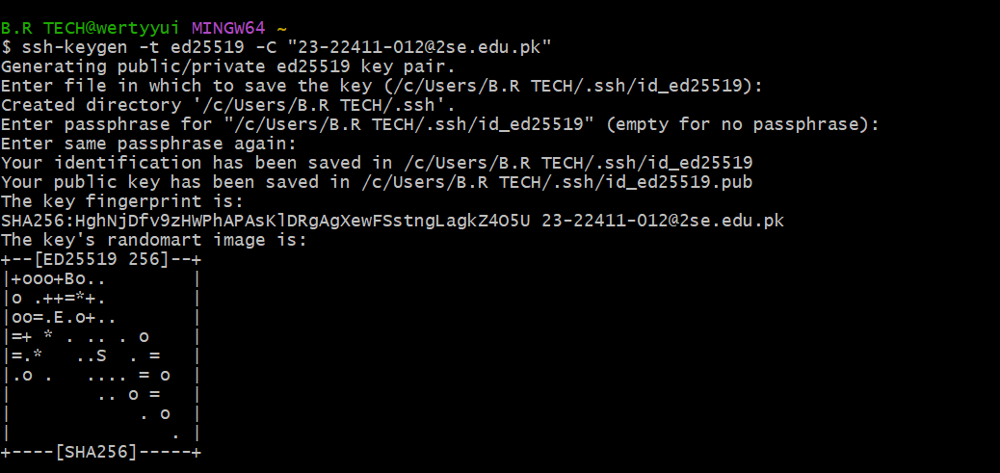 B.R TECH@wertyyui MINGW64 ~
$ ssh-keygen -t ed25519 -C "23-22411-012@2se.edu.pk"
Generating public/private ed25519 key pair.
Enter file in which to save the key (/c/Users/B.R TECH/.ssh/id_ed25519):
Created directory '/c/Users/B.R TECH/.ssh'.
Enter passphrase for "/c/Users/B.R TECH/.ssh/id_ed25519" (empty for no passphrase):
Enter same passphrase again:
Your identification has been saved in /c/Users/B.R TECH/.ssh/id_ed25519
Your public key has been saved in /c/Users/B.R TECH/.ssh/id_ed25519.pub
The key fingerprint is:
SHA256:HghNjDfv9zHWPhAPAsKlDRgAgXewFSstngLagkZ4O5U 23-22411-012@2se.edu.pk
The key's randomart image is:
+--[ED25519 256]--+
|+ooo+Bo..        |
|o .++=*+.        |
|oo=.E.o+..       |
|=+ * . .. . o    |
|=.*   ..S  . =   |
|.o .   .... = o  |
|        .. o =   |
|            . o  |
|               . |
+----[SHA256]-----+